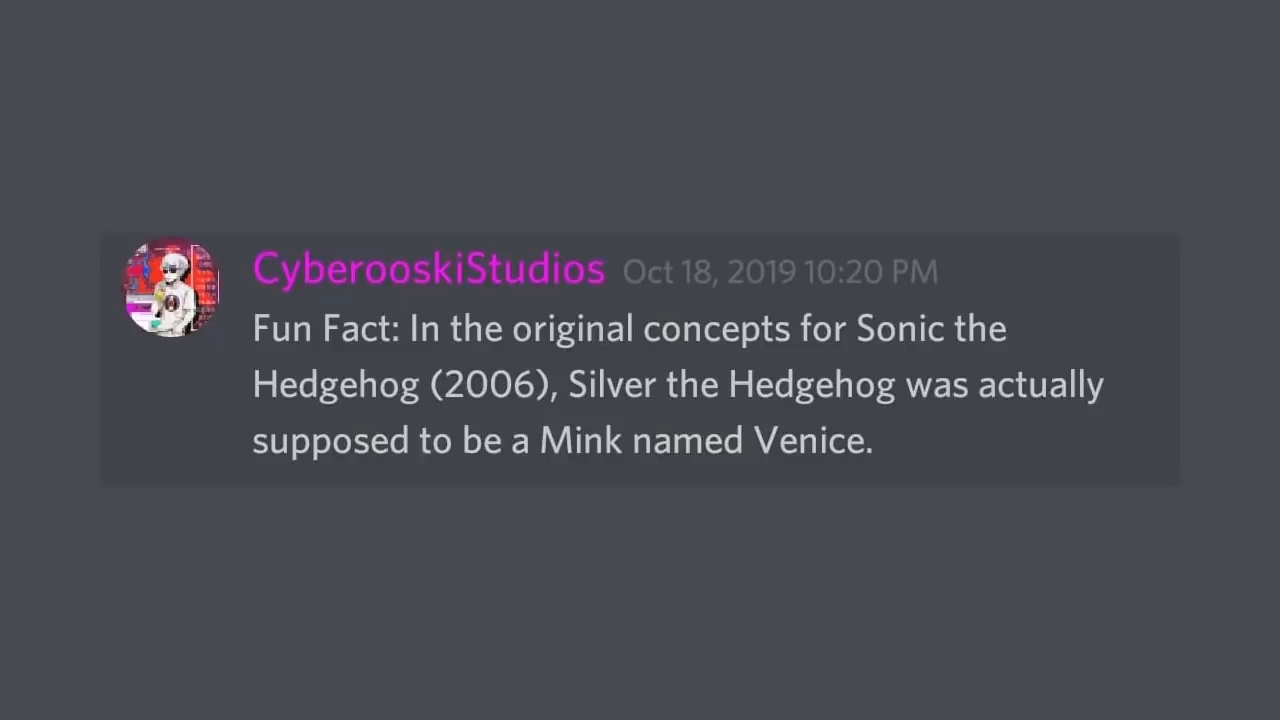 CyberooskiStudios Oct 18, 2019 10:20 PM
Fun Fact: In the original concepts for Sonic the
Hedgehog (2006), Silver the Hedgehog was actually
supposed to be a Mink named Venice.